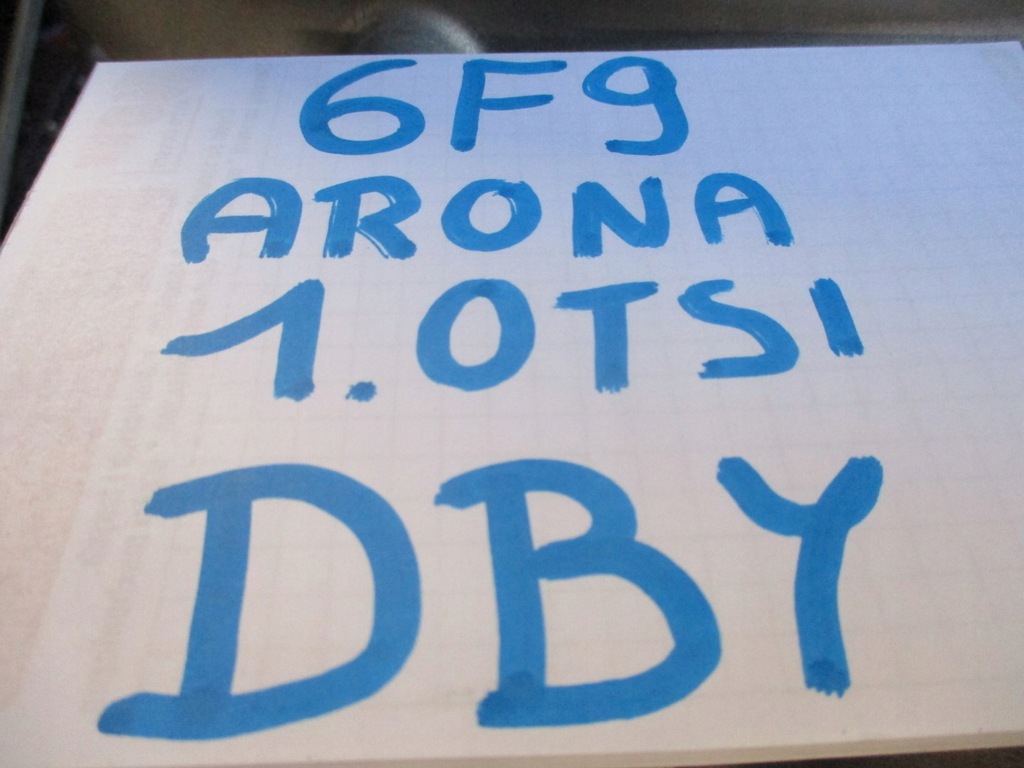 6F9
ARONA
1.0TSI
DBY